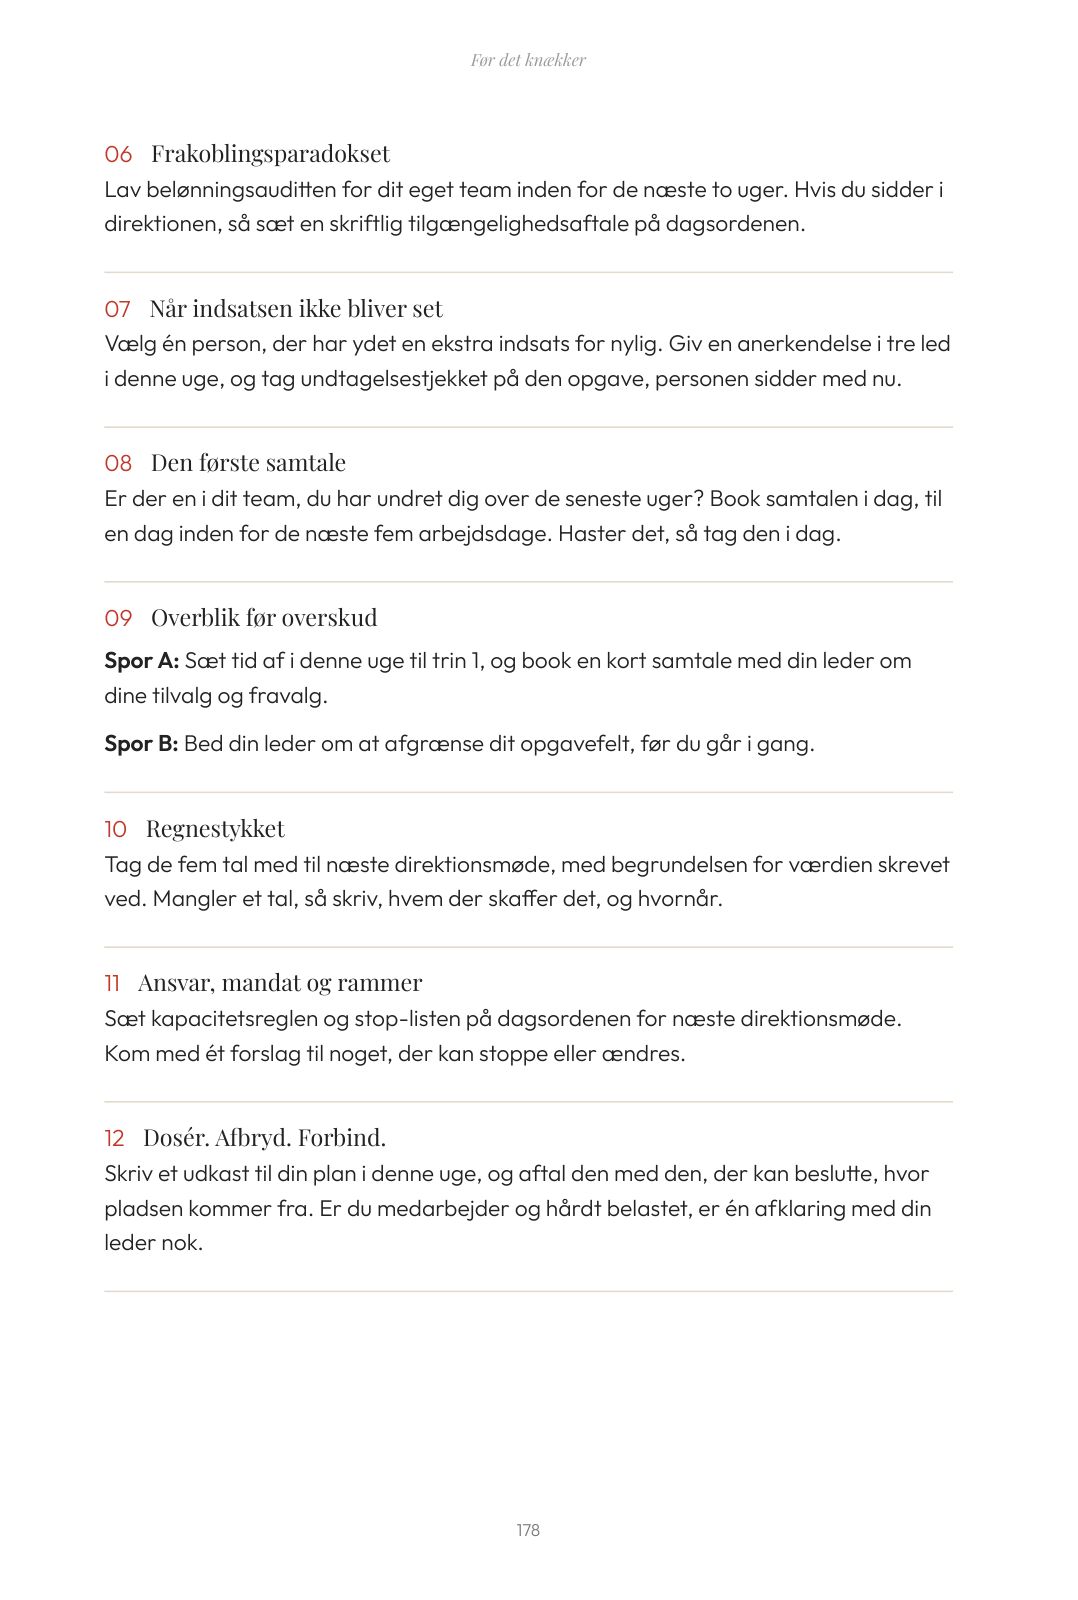 Før det knækker
06 Frakoblingsparadokset
Lav belønningsauditten for dit eget team inden for de næste to uger. Hvis du sidder i
direktionen, så sæt en skriftlig tilgængelighedsaftale på dagsordenen.
07 Når indsatsen ikke bliver set
Vælg én person, der har ydet en ekstra indsats for nylig. Giv en anerkendelse i tre led
i denne uge, og tag undtagelsestjekket på den opgave, personen sidder med nu.
08 Den første samtale
Er der en i dit team, du har undret dig over de seneste uger? Book samtalen i dag, til
en dag inden for de næste fem arbejdsdage. Haster det, så tag den i dag.
09 Overblik før overskud
Spor A: Sæt tid af i denne uge til trin 1, og book en kort samtale med din leder om
dine tilvalg og fravalg.
Spor B: Bed din leder om at afgrænse dit opgavefelt, før du går i gang.
10 Regnestykket
Tag de fem tal med til næste direktionsmøde, med begrundelsen for værdien skrevet
ved. Mangler et tal, så skriv, hvem der skaffer det, og hvornår.
11 Ansvar, mandat og rammer
Sæt kapacitetsreglen og stop-listen på dagsordenen for næste direktionsmøde.
Kom med ét forslag til noget, der kan stoppe eller ændres.
12 Dosér. Afbryd. Forbind.
Skriv et udkast til din plan i denne uge, og aftal den med den, der kan beslutte, hvor
pladsen kommer fra. Er du medarbejder og hårdt belastet, er én afklaring med din
leder nok.
178